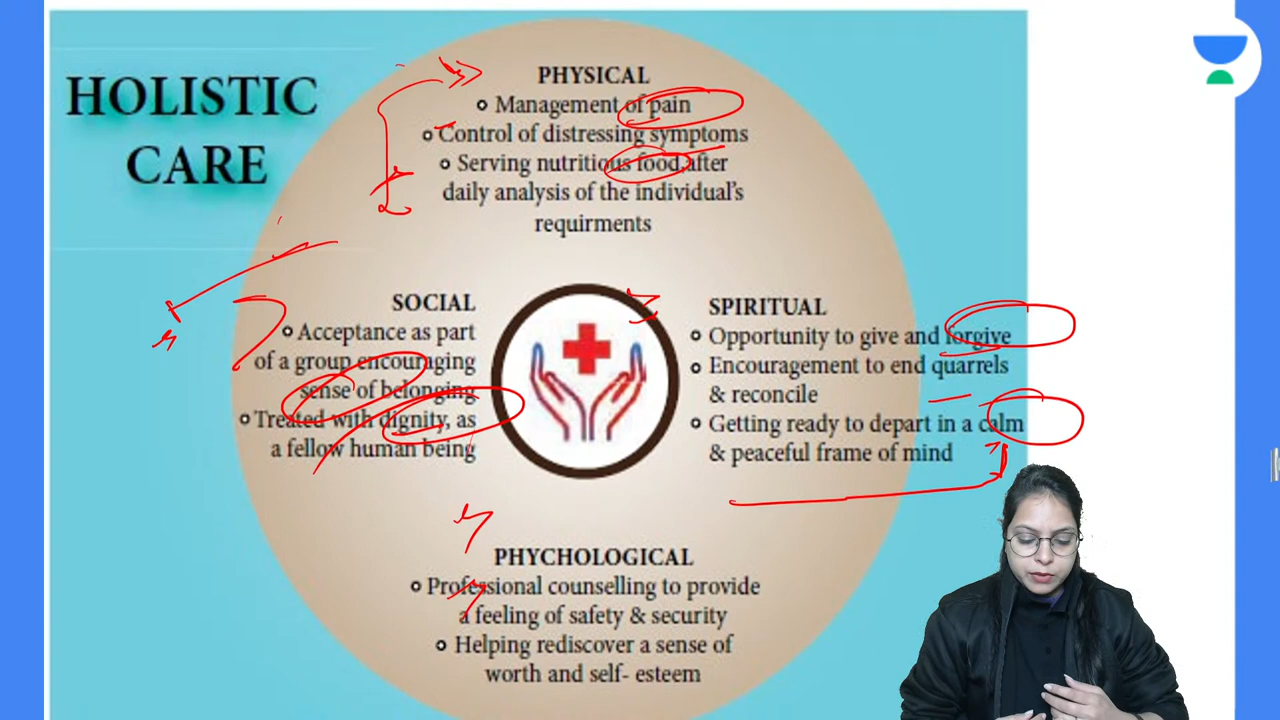 HOLISTIC
CARE
PHYSICAL
Management of pain
Control of distressing symptoms
Serving nutritious food after
daily analysis of the individual's
requirments
SOCIAL
Acceptance as part
of a group encouraging
sense of belonging
Treated with dignity, as
a fellow human being
SPIRITUAL
Opportunity to give and forgive
Encouragement to end quarrels
& reconcile
Getting ready to depart in a calm
& peaceful frame of mind
PHYCHOLOGICAL
Professional counselling to provide
a feeling of safety & security
Helping rediscover a sense of
worth and self- esteem